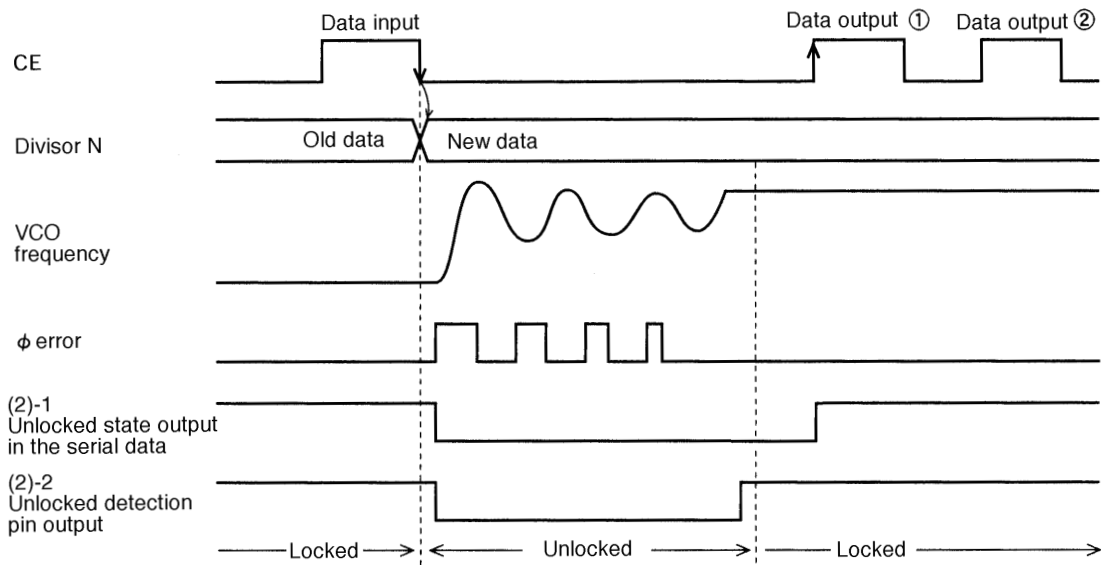 Data input
Data output ①
Data output ②
CE
Divisor N
Old data
New data
VCO
frequency
ϕ error
(2)-1
Unlocked state output
in the serial data
(2)-2
Unlocked detection
pin output
Locked
Unlocked
Locked